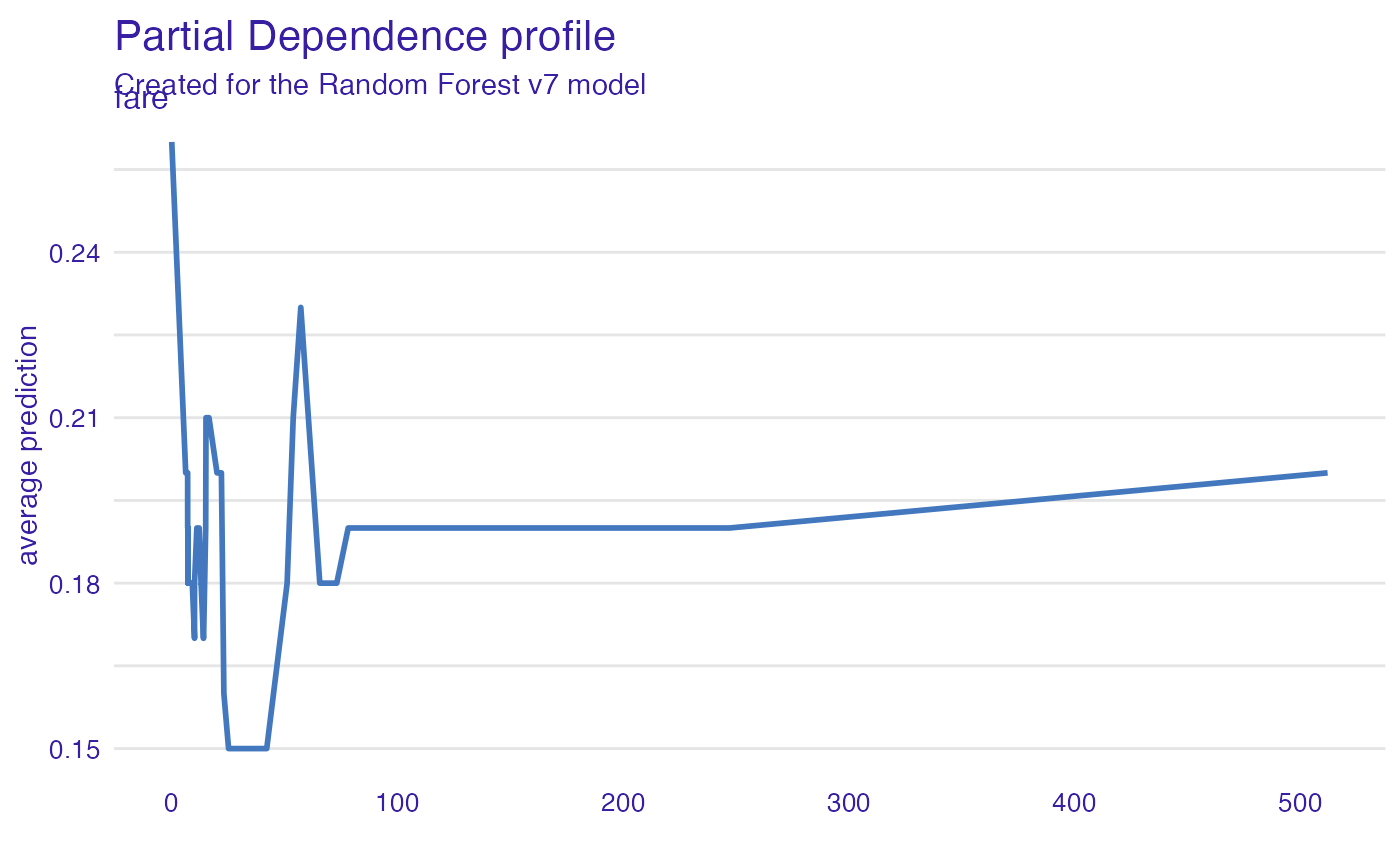 Partial Dependence profile
Created for the Random Forest v7 model
fare
average prediction
0.24
0.21
0.18
0.15
0 100 200 300 400 500